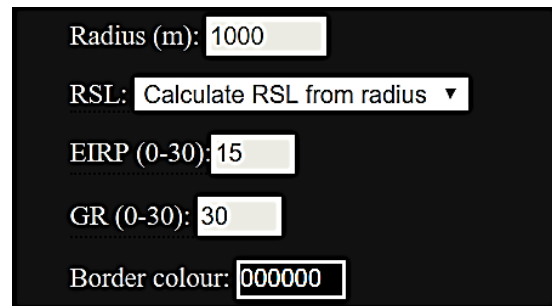 Radius (m): 1000
RSL: Calculate RSL from radius
EIRP (0-30): 15
GR (0-30): 30
Border colour: 000000